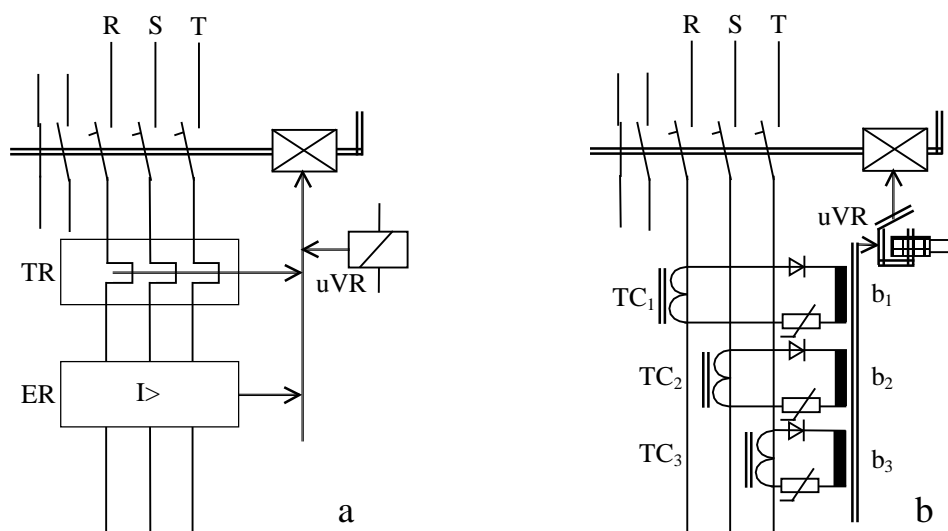 R S T
uVR
TR
ER I>
a
R S T
uVR
TC₁ b₁
TC₂ b₂
TC₃ b₃
b